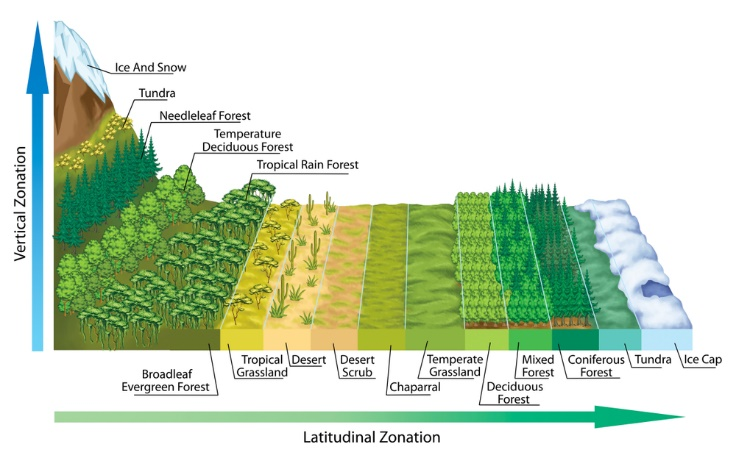 Ice And Snow
Tundra
Needleleaf Forest
Temperature
Deciduous Forest
Tropical Rain Forest
Vertical Zonation
Broadleaf
Evergreen Forest
Tropical
Grassland
Desert
Desert
Scrub
Chaparral
Temperate
Grassland
Deciduous
Forest
Mixed
Forest
Coniferous
Forest
Tundra
Ice Cap
Latitudinal Zonation